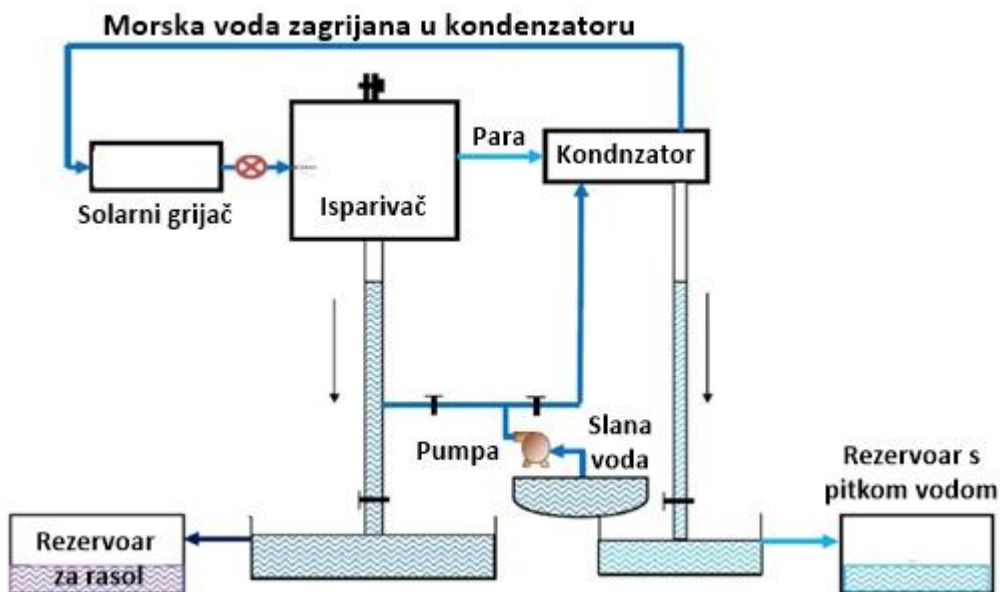 Morska voda zagrijana u kondenzatoru
Para
Kondnzator
Solarni grijač
Isparivač
Pumpa
Slana
voda
Rezervoar s
pitkom vodom
Rezervoar
za rasol